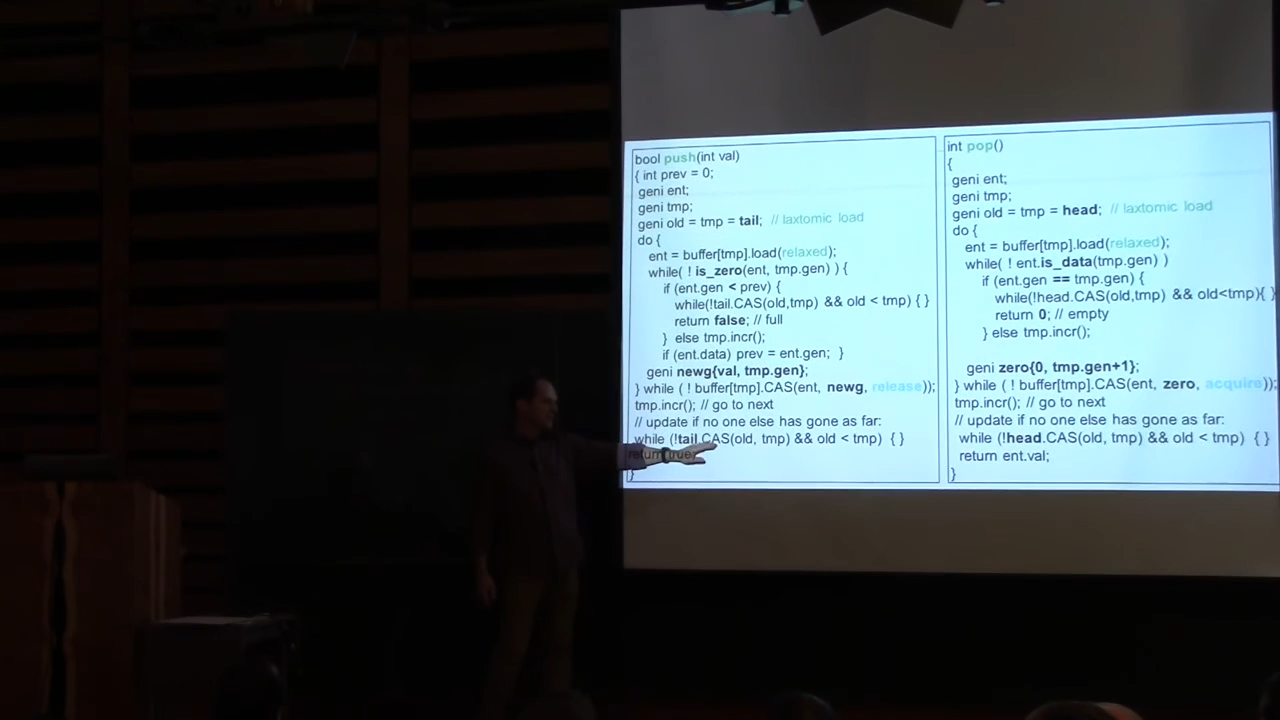 bool push(int val)
{ int prev = 0;
geni ent;
geni tmp;
geni old = tmp = tail; // laxtomic load
do {
ent = buffer[tmp].load(relaxed);
while( ! is_zero(ent, tmp.gen) ) {
if (ent.gen < prev) {
while(!tail.CAS(old,tmp) && old < tmp) { }
return false; // full
} else tmp.incr();
if (ent.data) prev = ent.gen; }
geni newg{val, tmp.gen};
} while ( ! buffer[tmp].CAS(ent, newg, release));
tmp.incr(); // go to next
// update if no one else has gone as far:
while (!tail.CAS(old, tmp) && old < tmp) { }
return true;
}
int pop()
{
geni ent;
geni tmp;
geni old = tmp = head; // laxtomic load
do {
ent = buffer[tmp].load(relaxed);
while( ! ent.is_data(tmp.gen) )
if (ent.gen == tmp.gen) {
while(!head.CAS(old,tmp) && old<tmp){ }
return 0; // empty
} else tmp.incr();
geni zero{0, tmp.gen+1};
} while ( ! buffer[tmp].CAS(ent, zero, acquire));
tmp.incr(); // go to next
// update if no one else has gone as far:
while (!head.CAS(old, tmp) && old < tmp) { }
return ent.val;
}